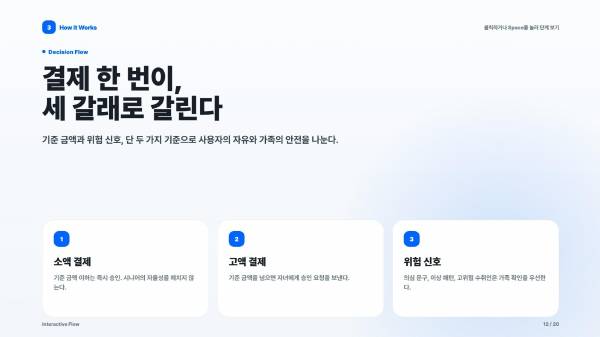 3 How It Works
클릭하거나 Space를 눌러 단계 보기
Decision Flow
결제 한 번이,
세 갈래로 갈린다
기준 금액과 위험 신호, 단 두 가지 기준으로 사용자의 자유와 가족의 안전을 나눈다.
1
소액 결제
기준 금액 이하는 즉시 승인. 시니어의 자율성을 해치지 않
는다.
2
고액 결제
기준 금액을 넘으면 자녀에게 승인 요청을 보낸다.
3
위험 신호
의심 문구, 이상 패턴, 고위험 수취인은 가족 확인을 우선한
다.
Interactive Flow
12 / 20